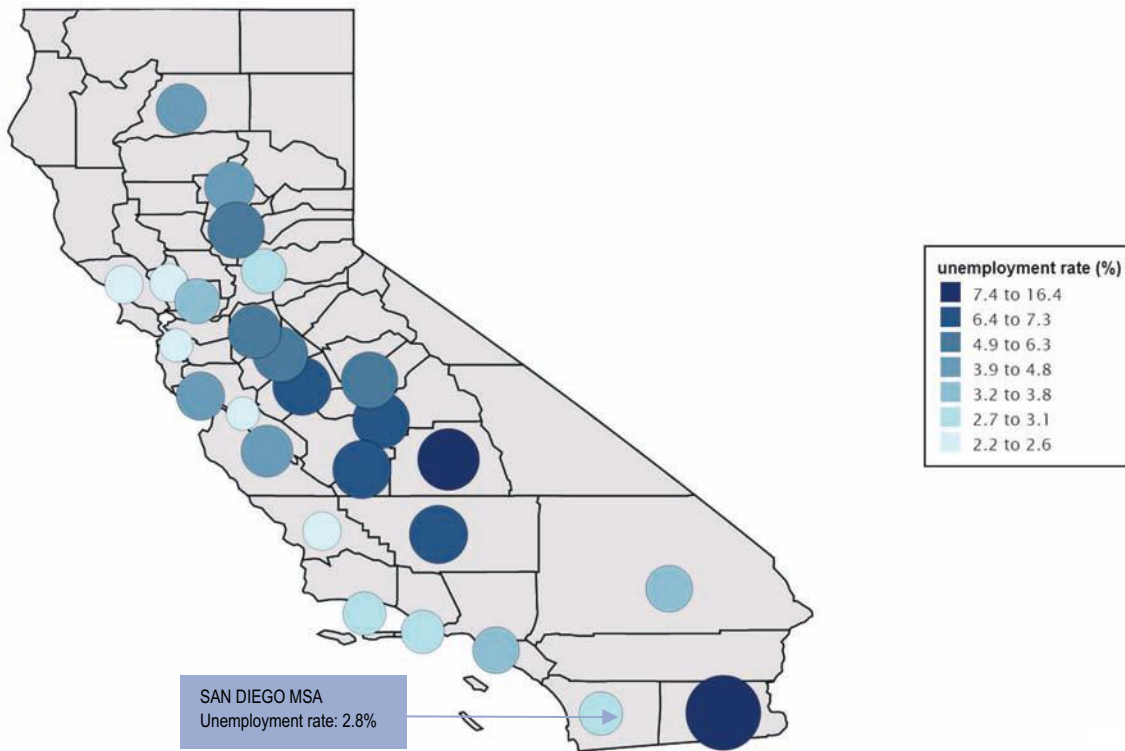 unemployment rate (%)
7.4 to 16.4
6.4 to 7.3
4.9 to 6.3
3.9 to 4.8
3.2 to 3.8
2.7 to 3.1
2.2 to 2.6
SAN DIEGO MSA
Unemployment rate: 2.8%